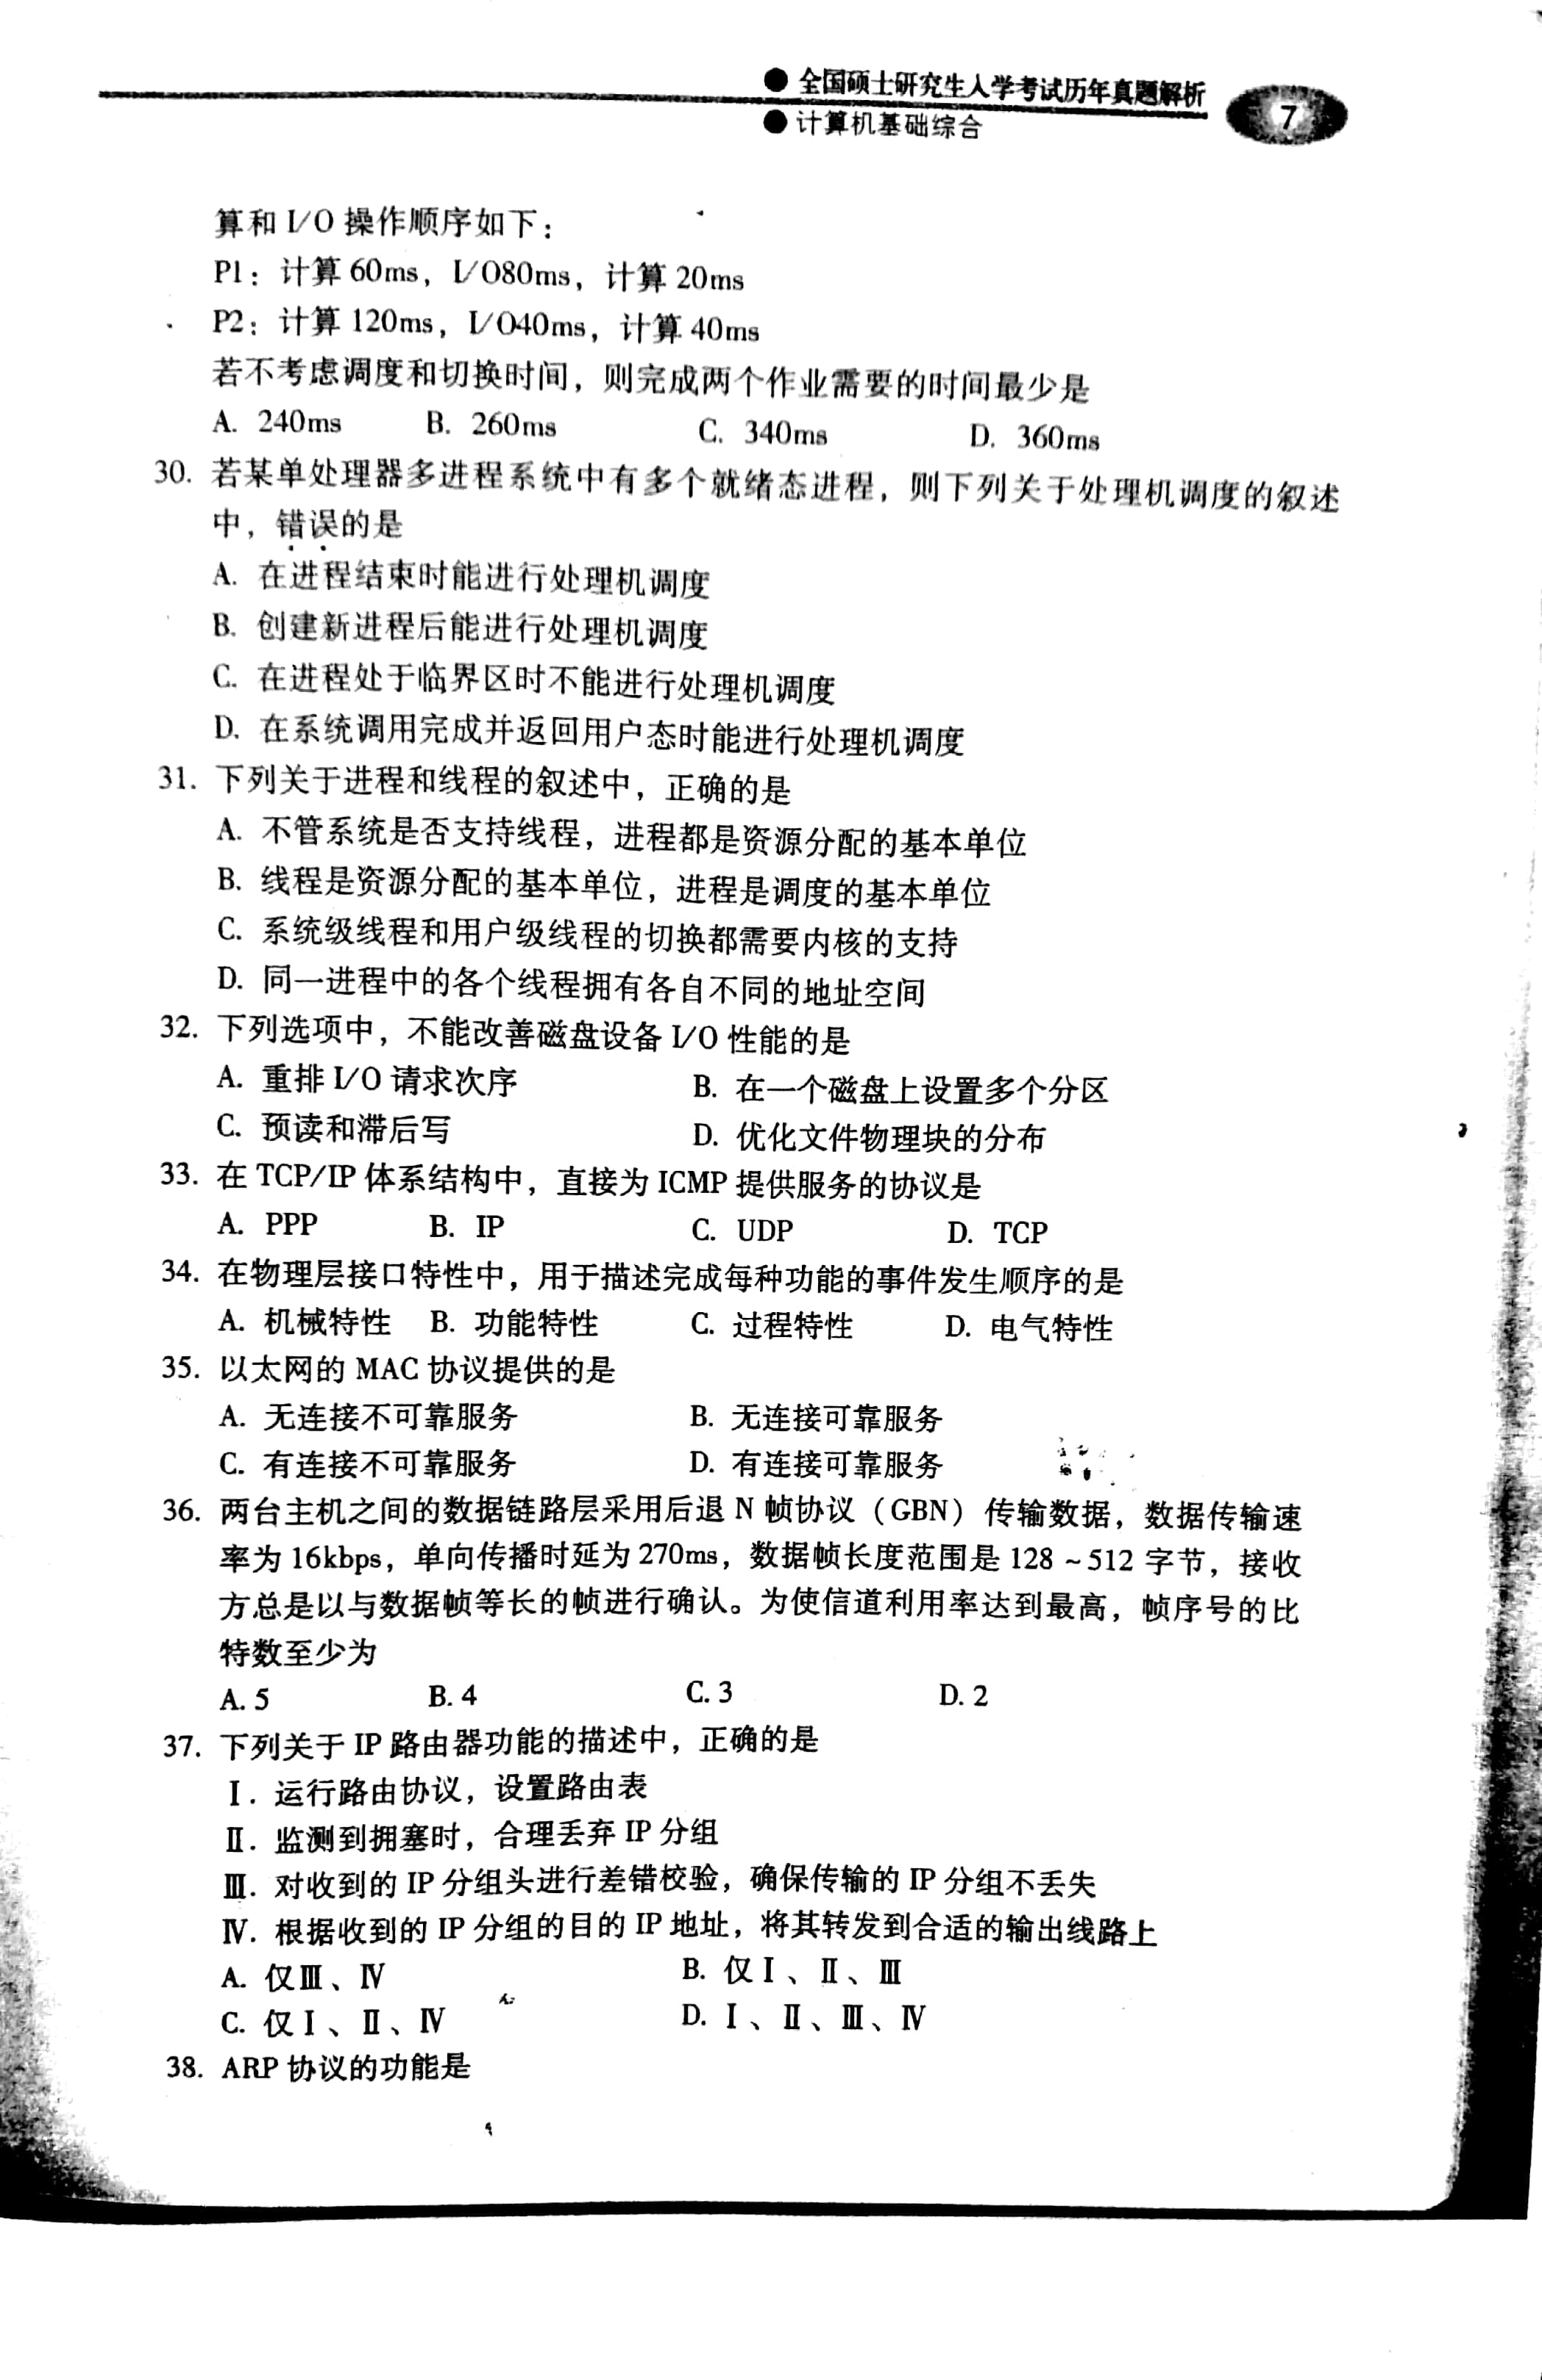 ● 全国硕士研究生入学考试历年真题解析
● 计算机基础综合
7
算和 I/O 操作顺序如下：
P1：计算 60ms，I/O80ms，计算 20ms
P2：计算 120ms，I/O40ms，计算 40ms
若不考虑调度和切换时间，则完成两个作业需要的时间最少是
A. 240ms B. 260ms C. 340ms D. 360ms
30. 若某单处理器多进程系统中有多个就绪态进程，则下列关于处理机调度的叙述
中，错误的是
A. 在进程结束时能进行处理机调度
B. 创建新进程后能进行处理机调度
C. 在进程处于临界区时不能进行处理机调度
D. 在系统调用完成并返回用户态时能进行处理机调度
31. 下列关于进程和线程的叙述中，正确的是
A. 不管系统是否支持线程，进程都是资源分配的基本单位
B. 线程是资源分配的基本单位，进程是调度的基本单位
C. 系统级线程和用户级线程的切换都需要内核的支持
D. 同一进程中的各个线程拥有各自不同的地址空间
32. 下列选项中，不能改善磁盘设备 I/O 性能的是
A. 重排 I/O 请求次序 B. 在一个磁盘上设置多个分区
C. 预读和滞后写 D. 优化文件物理块的分布
33. 在 TCP/IP 体系结构中，直接为 ICMP 提供服务的协议是
A. PPP B. IP C. UDP D. TCP
34. 在物理层接口特性中，用于描述完成每种功能的事件发生顺序的是
A. 机械特性 B. 功能特性 C. 过程特性 D. 电气特性
35. 以太网的 MAC 协议提供的是
A. 无连接不可靠服务 B. 无连接可靠服务
C. 有连接不可靠服务 D. 有连接可靠服务
36. 两台主机之间的数据链路层采用后退 N 帧协议（GBN）传输数据，数据传输速
率为 16kbps，单向传播时延为 270ms，数据帧长度范围是 128 ~ 512 字节，接收
方总是以与数据帧等长的帧进行确认。为使信道利用率达到最高，帧序号的比
特数至少为
A. 5 B. 4 C. 3 D. 2
37. 下列关于 IP 路由器功能的描述中，正确的是
Ⅰ. 运行路由协议，设置路由表
Ⅱ. 监测到拥塞时，合理丢弃 IP 分组
Ⅲ. 对收到的 IP 分组头进行差错校验，确保传输的 IP 分组不丢失
Ⅳ. 根据收到的 IP 分组的目的 IP 地址，将其转发到合适的输出线路上
A. 仅Ⅲ、Ⅳ B. 仅Ⅰ、Ⅱ、Ⅲ
C. 仅Ⅰ、Ⅱ、Ⅳ D. Ⅰ、Ⅱ、Ⅲ、Ⅳ
38. ARP 协议的功能是